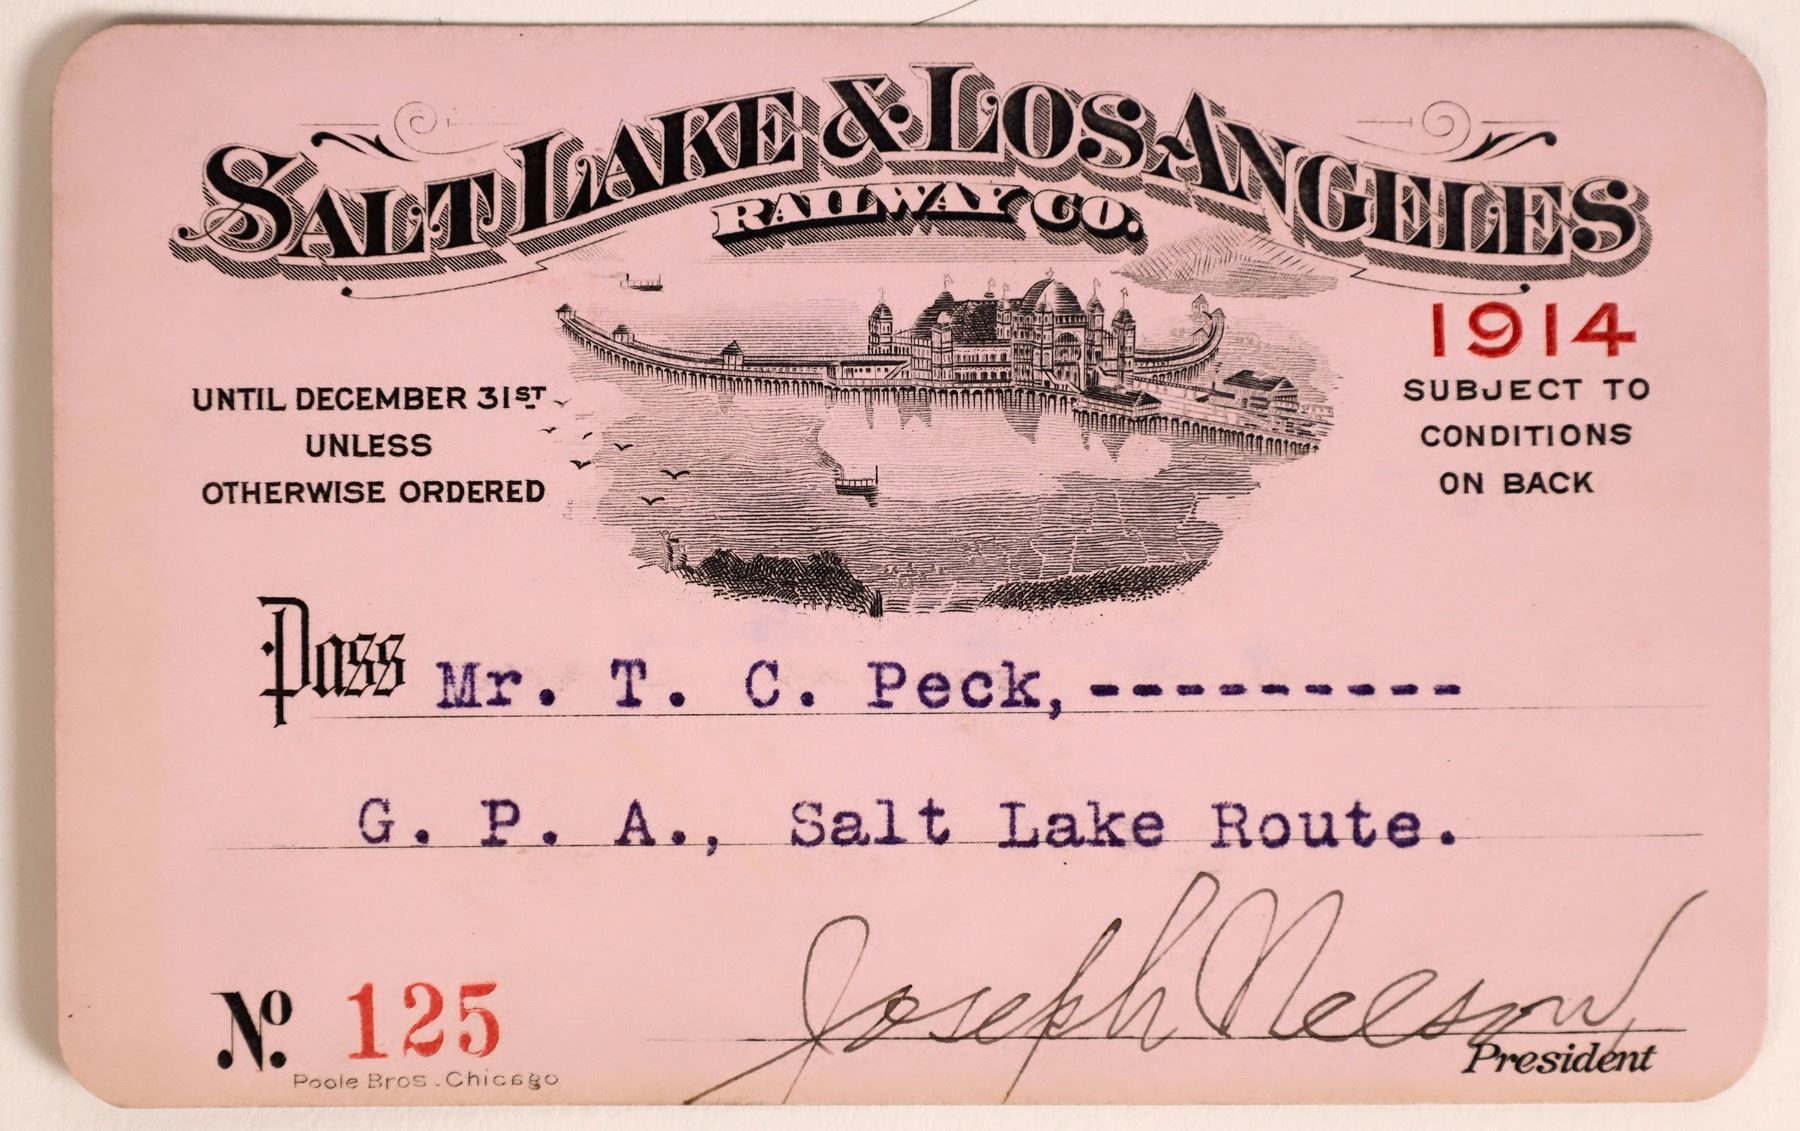 SALT LAKE & LOS ANGELES
RAILWAY CO.
1914
UNTIL DECEMBER 31ST
UNLESS
OTHERWISE ORDERED
SUBJECT TO
CONDITIONS
ON BACK
Pass Mr. T. C. Peck,---------
G. P. A., Salt Lake Route.
Joseph Nelson
President
No. 125
Poole Bros. Chicago